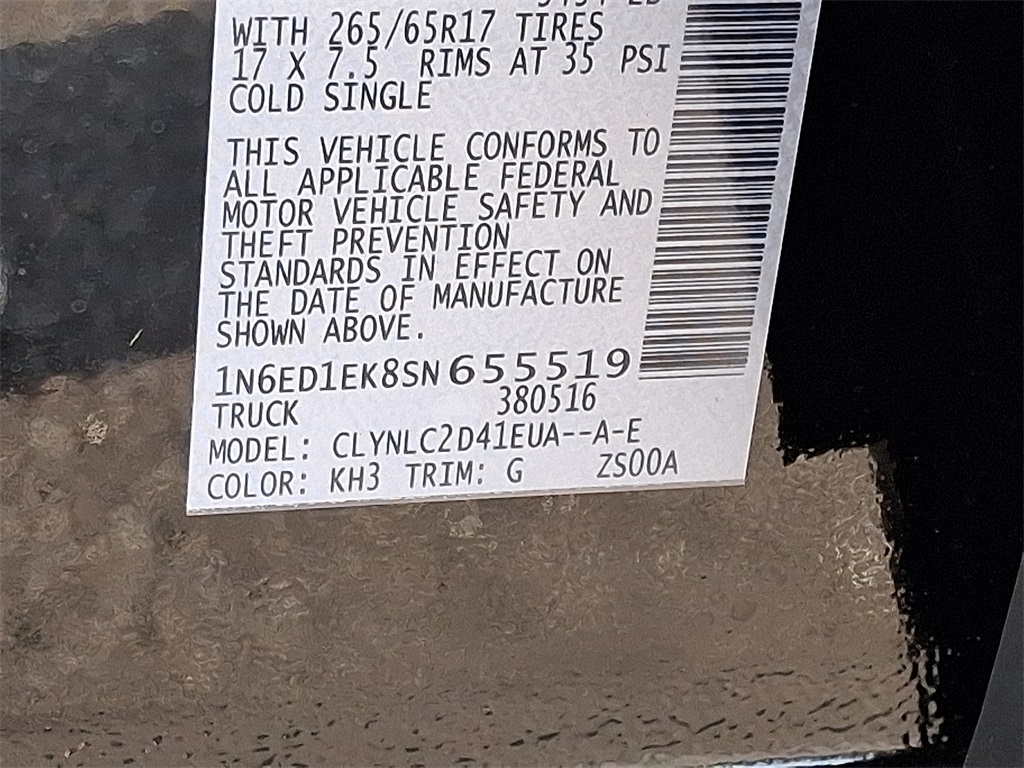 WITH 265/65R17 TIRES
17 X 7.5 RIMS AT 35 PSI
COLD SINGLE
THIS VEHICLE CONFORMS TO
ALL APPLICABLE FEDERAL
MOTOR VEHICLE SAFETY AND
THEFT PREVENTION
STANDARDS IN EFFECT ON
THE DATE OF MANUFACTURE
SHOWN ABOVE.
1N6ED1EK8SN655519
TRUCK 380516
MODEL: CLYNLC2D41EUA--A-E
COLOR: KH3 TRIM: G ZS00A